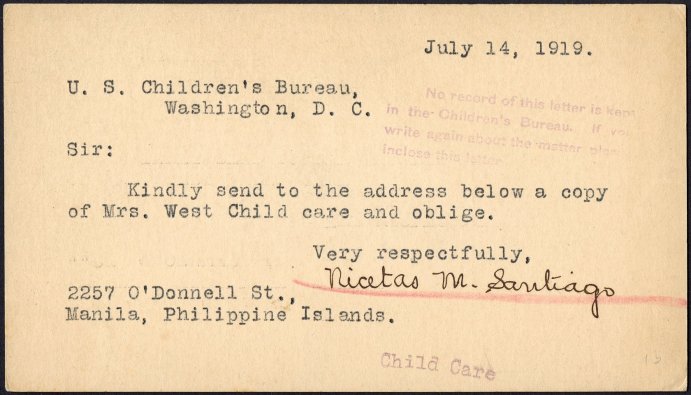 July 14, 1919.
U. S. Children's Bureau,
Washington, D. C.
No record of this letter is kept
in the Children's Bureau. If you
write again about the matter please
inclose this letter
Sir:
Kindly send to the address below a copy
of Mrs. West Child care and oblige.
Very respectfully,
Nicetas M. Santiago
2257 O'Donnell St.,
Manila, Philippine Islands.
Child Care